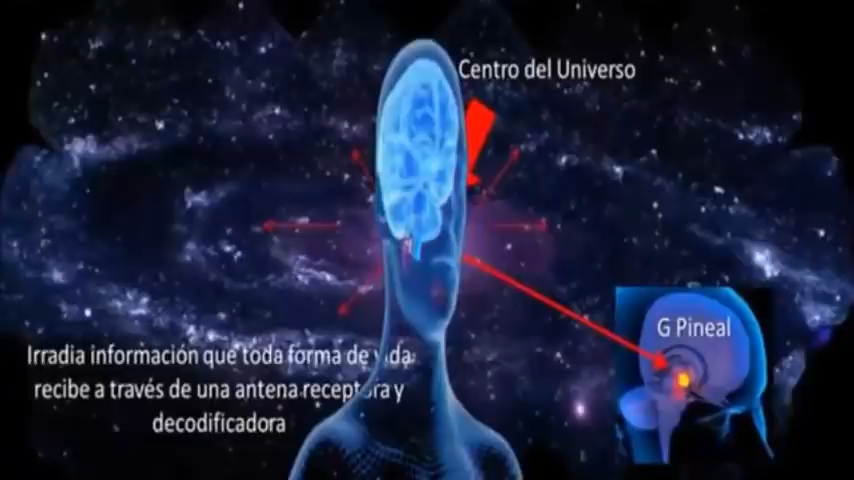 Centro del Universo
G Pineal
Irradia información que toda forma de vida
recibe a través de una antena receptora y
decodificadora